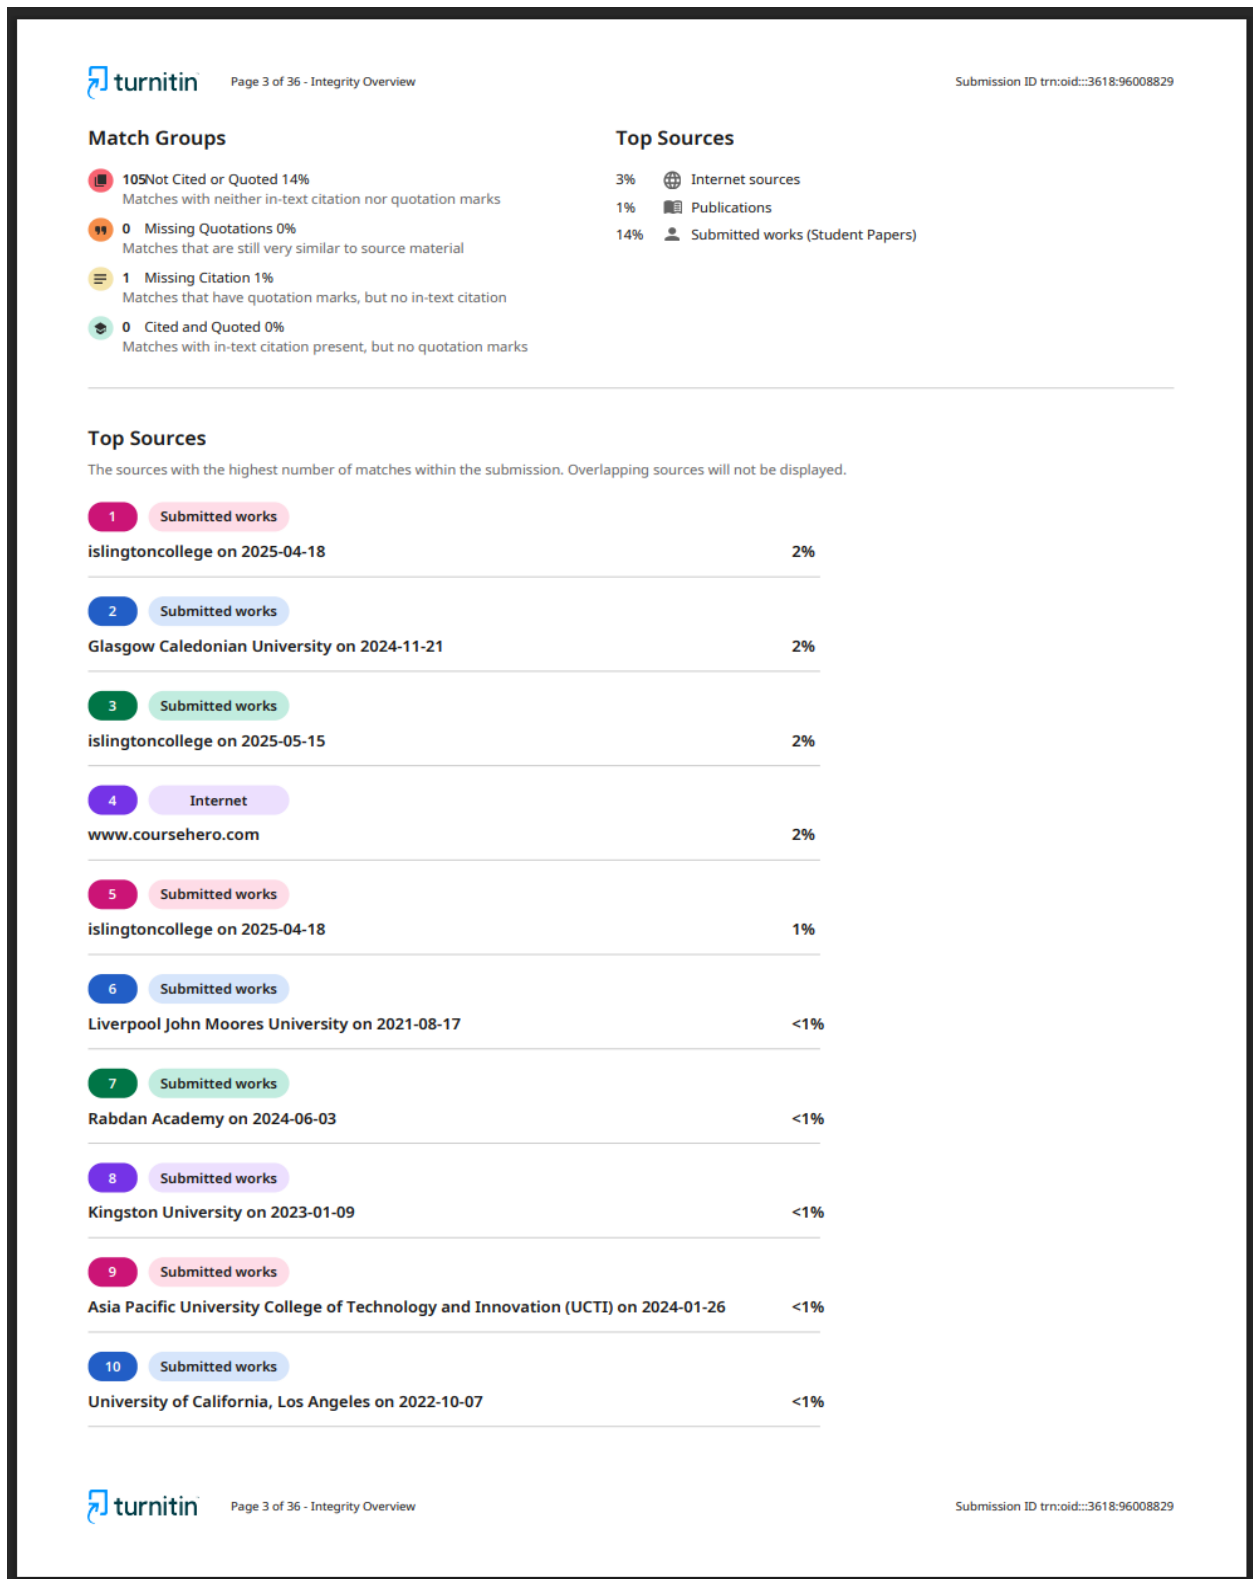 turnitin Page 3 of 36 - Integrity Overview Submission ID trn:oid:::3618:96008829
Match Groups
105Not Cited or Quoted 14%
Matches with neither in-text citation nor quotation marks
0 Missing Quotations 0%
Matches that are still very similar to source material
1 Missing Citation 1%
Matches that have quotation marks, but no in-text citation
0 Cited and Quoted 0%
Matches with in-text citation present, but no quotation marks
Top Sources
3% Internet sources
1% Publications
14% Submitted works (Student Papers)
Top Sources
The sources with the highest number of matches within the submission. Overlapping sources will not be displayed.
1 Submitted works
islingtoncollege on 2025-04-18 2%
2 Submitted works
Glasgow Caledonian University on 2024-11-21 2%
3 Submitted works
islingtoncollege on 2025-05-15 2%
4 Internet
www.coursehero.com 2%
5 Submitted works
islingtoncollege on 2025-04-18 1%
6 Submitted works
Liverpool John Moores University on 2021-08-17 <1%
7 Submitted works
Rabdan Academy on 2024-06-03 <1%
8 Submitted works
Kingston University on 2023-01-09 <1%
9 Submitted works
Asia Pacific University College of Technology and Innovation (UCTI) on 2024-01-26 <1%
10 Submitted works
University of California, Los Angeles on 2022-10-07 <1%
turnitin Page 3 of 36 - Integrity Overview Submission ID trn:oid:::3618:96008829